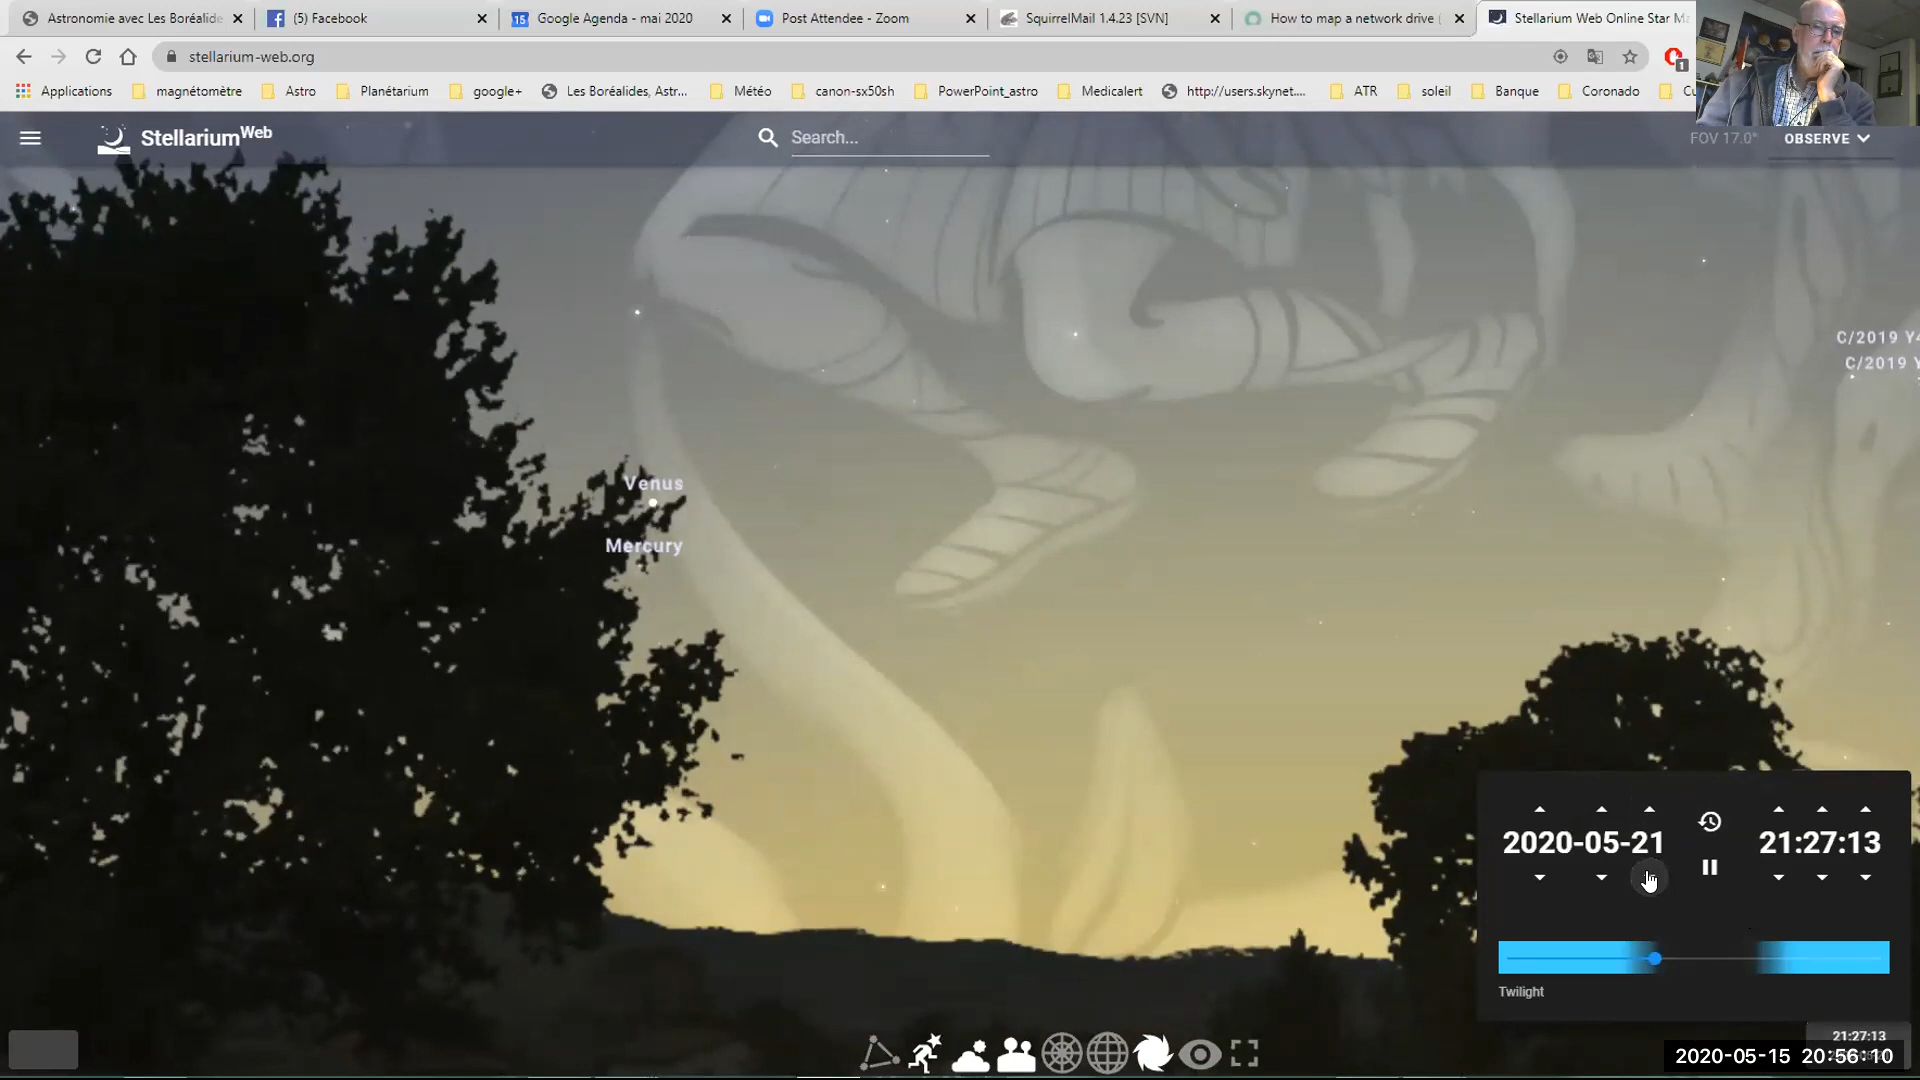 Astronomie avec Les Boréalide
(5) Facebook
Google Agenda - mai 2020
Post Attendee - Zoom
SquirrelMail 1.4.23 [SVN]
How to map a network drive (
Stellarium Web Online Star Ma
stellarium-web.org
1
Applications
magnétomètre
Astro
Planétarium
google+
Les Boréalides, Astr...
Météo
canon-sx50sh
PowerPoint_astro
Medicalert
http://users.skynet....
ATR
soleil
Banque
Coronado
StellariumWeb
Search...
FOV 17.0°
OBSERVE
C/2019 Y4
C/2019 Y
Venus
Mercury
2020-05-21
21:27:13
Twilight
21:27:13
2020-05-15 20:56:10